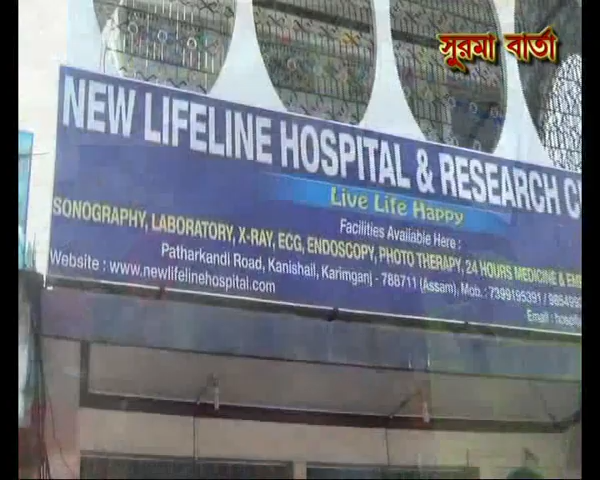 সুরমা বার্তা
NEW LIFELINE HOSPITAL & RESEARCH C
Live Life Happy
Facilities Available Here :
SONOGRAPHY, LABORATORY, X-RAY, ECG, ENDOSCOPY, PHOTO THERAPY, 24 HOURS MEDICINE & EME
Patharkandi Road, Kanishail, Karimganj - 788711 (Assam), Mob. : 7399195391 /
Website : www.newlifelinehospital.com
Email :